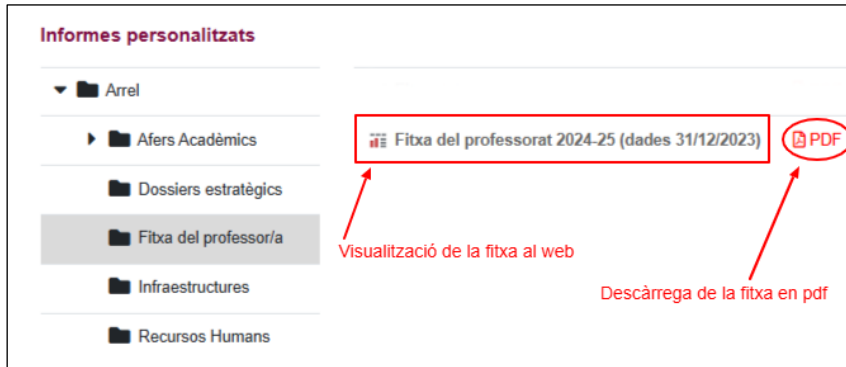 Informes personalitzats
Arrel
Afers Acadèmics
Fitxa del professorat 2024-25 (dades 31/12/2023) PDF
Dossiers estratègics
Fitxa del professor/a
Visualització de la fitxa al web
Infraestructures
Descàrrega de la fitxa en pdf
Recursos Humans